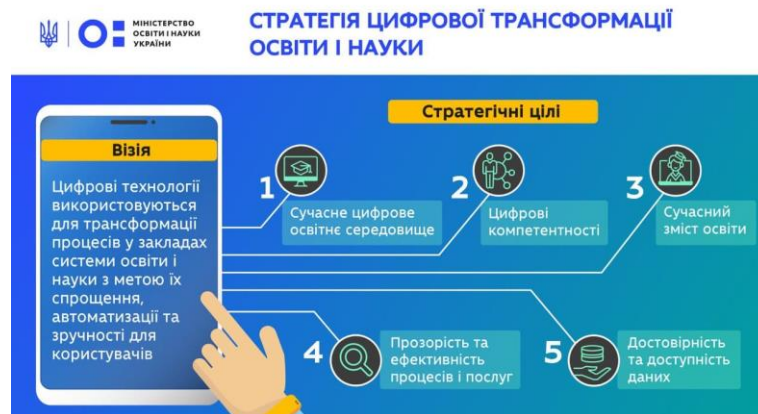 МІНІСТЕРСТВО
ОСВІТИ І НАУКИ
УКРАЇНИ
СТРАТЕГІЯ ЦИФРОВОЇ ТРАНСФОРМАЦІЇ
ОСВІТИ І НАУКИ
Візія
Цифрові технології
використовуються
для трансформації
процесів у закладах
системи освіти і
науки з метою їх
спрощення,
автоматизації та
зручності для
користувачів
Стратегічні цілі
1
Сучасне цифрове
освітнє середовище
2
Цифрові
компетентності
3
Сучасний
зміст освіти
4
Прозорість та
ефективність
процесів і послуг
5
Достовірність
та доступність
даних